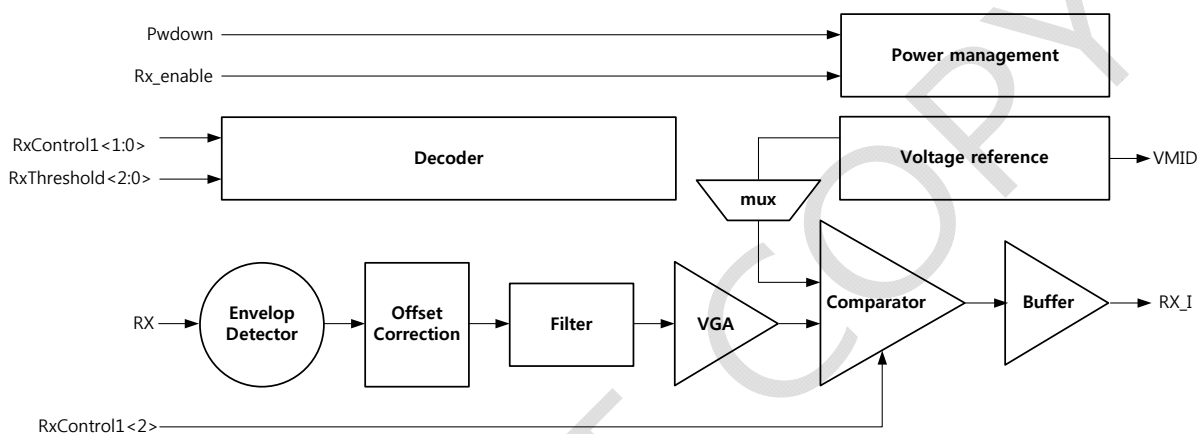 Pwdown
Power management
Rx_enable
RxControl1<1:0>
Decoder
Voltage reference
VMID
RxThreshold<2:0>
mux
RX
Envelop
Detector
Offset
Correction
Filter
VGA
Comparator
Buffer
RX_I
RxControl1<2>
COPY